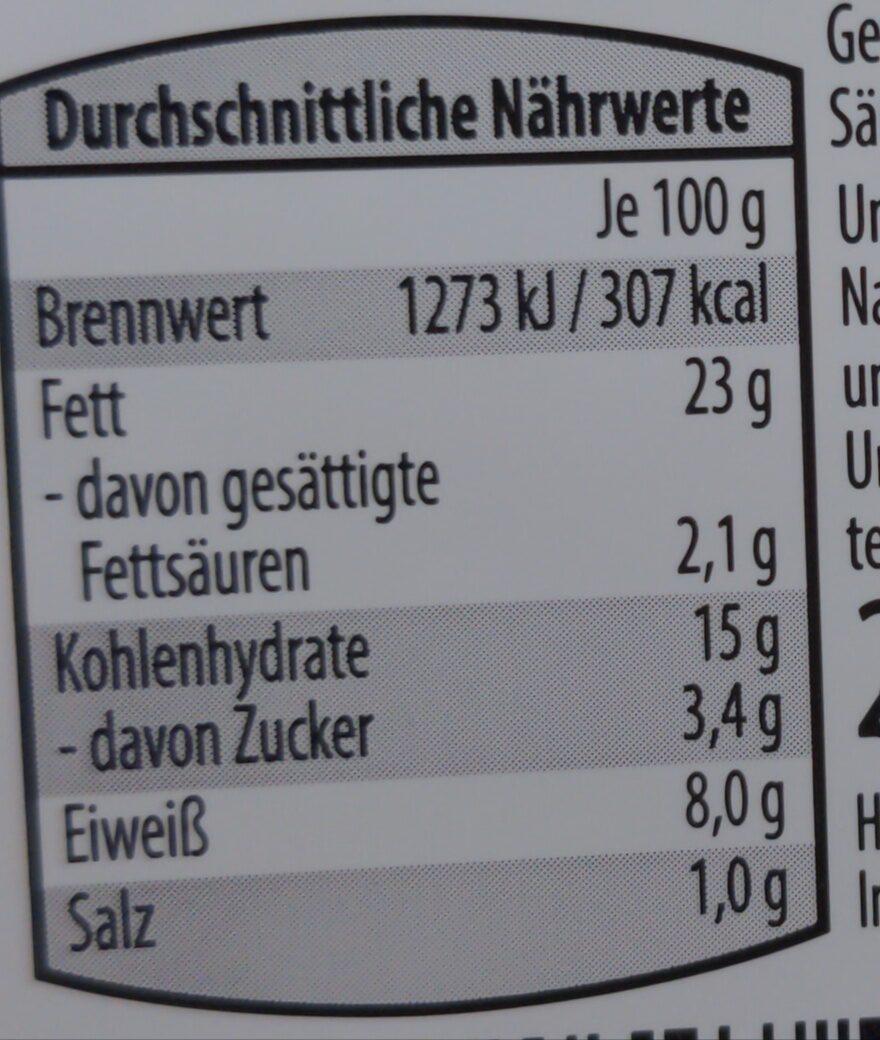 Durchschnittliche Nährwerte
Je 100 g
Brennwert 1273 kJ / 307 kcal
Fett 23 g
- davon gesättigte
Fettsäuren 2,1 g
Kohlenhydrate 15 g
- davon Zucker 3,4 g
Eiweiß 8,0 g
Salz 1,0 g